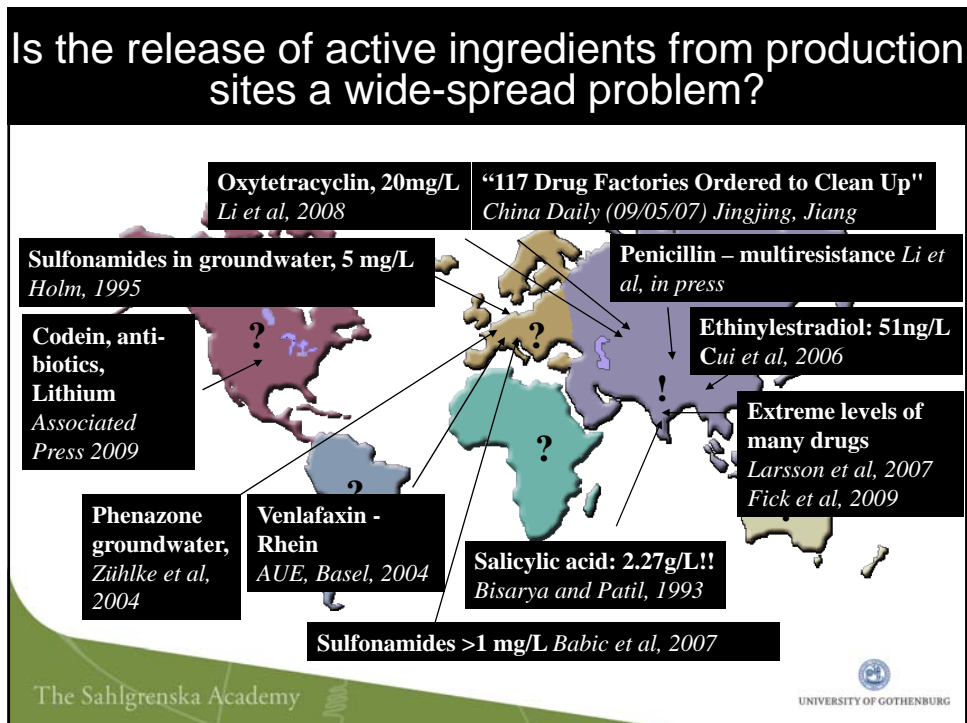 Is the release of active ingredients from production
sites a wide-spread problem?
Oxytetracyclin, 20mg/L
Li et al, 2008
“117 Drug Factories Ordered to Clean Up"
China Daily (09/05/07) Jingjing, Jiang
Sulfonamides in groundwater, 5 mg/L
Holm, 1995
Penicillin – multiresistance Li et
al, in press
Codein, anti-
biotics,
Lithium
Associated
Press 2009
?
?
Ethinylestradiol: 51ng/L
Cui et al, 2006
!
Extreme levels of
many drugs
Larsson et al, 2007
Fick et al, 2009
?
?
Phenazone
groundwater,
Zühlke et al,
2004
Venlafaxin -
Rhein
AUE, Basel, 2004
Salicylic acid: 2.27g/L!!
Bisarya and Patil, 1993
Sulfonamides >1 mg/L Babic et al, 2007
The Sahlgrenska Academy
UNIVERSITY OF GOTHENBURG